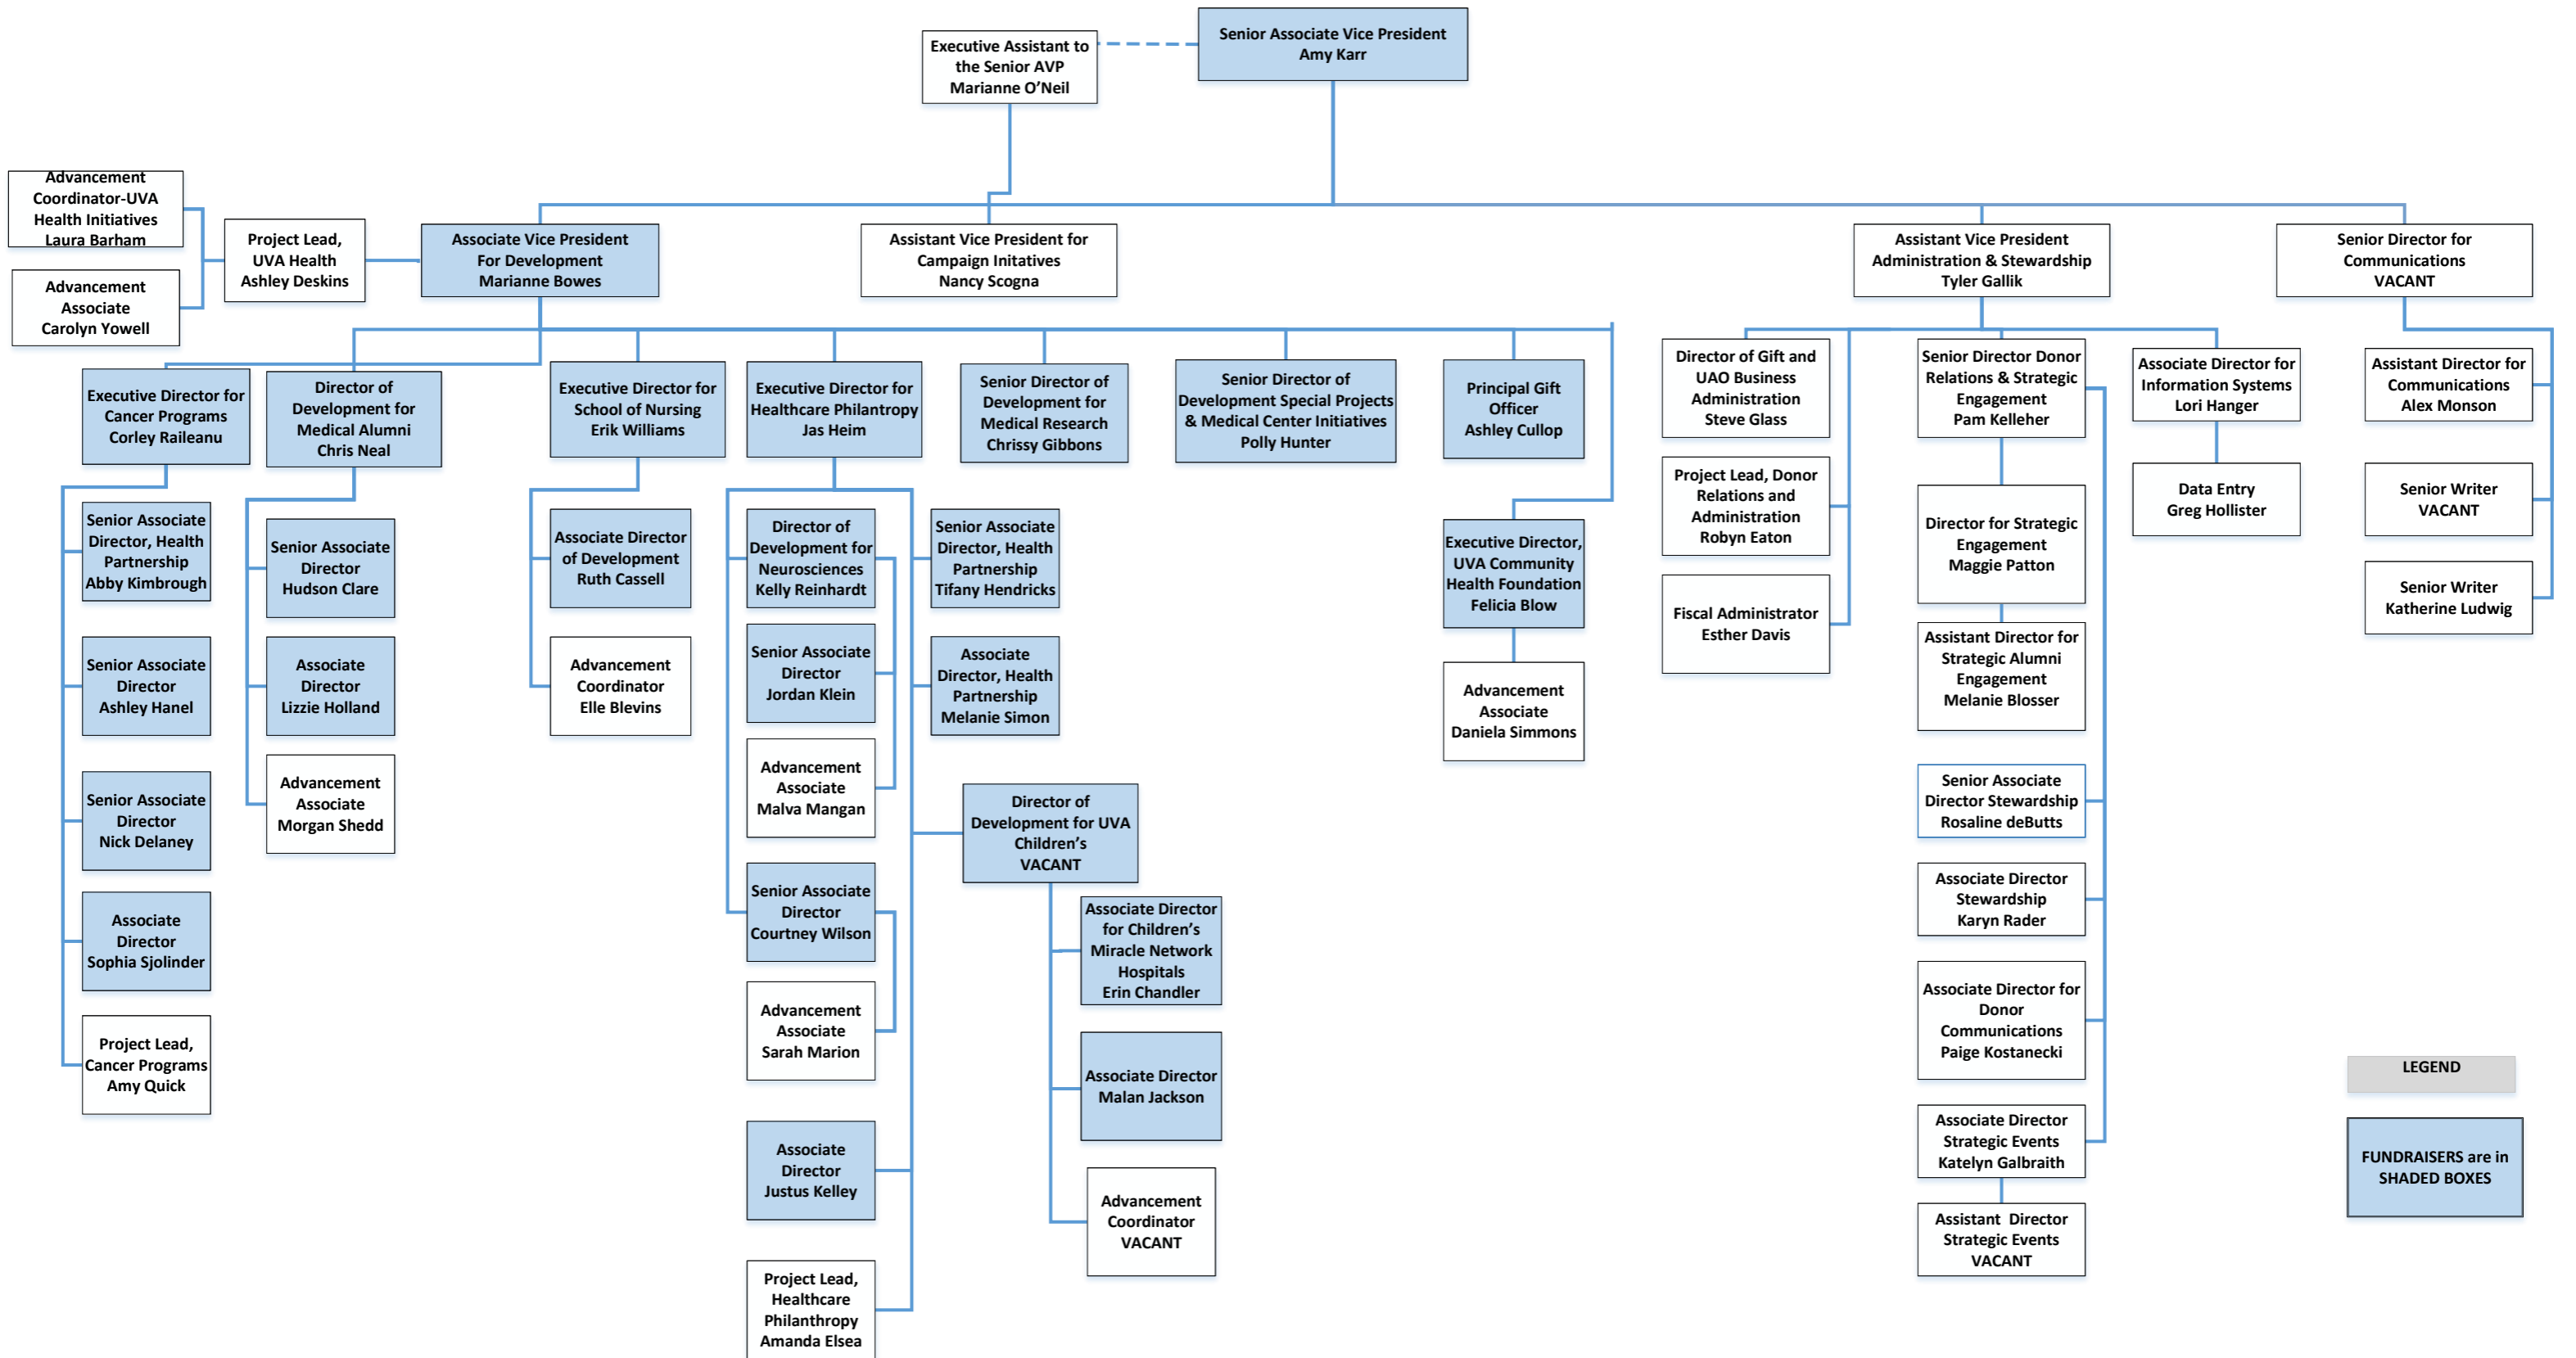 Senior Associate Vice President
Amy Karr
Executive Assistant to
the Senior AVP
Marianne O’Neil
Advancement
Coordinator-UVA
Health Initiatives
Laura Barham
Advancement
Associate
Carolyn Yowell
Project Lead,
UVA Health
Ashley Deskins
Associate Vice President
For Development
Marianne Bowes
Assistant Vice President for
Campaign Initatives
Nancy Scogna
Assistant Vice President
Administration & Stewardship
Tyler Gallik
Senior Director for
Communications
VACANT
Executive Director for
Cancer Programs
Corley Raileanu
Director of
Development for
Medical Alumni
Chris Neal
Executive Director for
School of Nursing
Erik Williams
Executive Director for
Healthcare Philantropy
Jas Heim
Senior Director of
Development for
Medical Research
Chrissy Gibbons
Senior Director of
Development Special Projects
& Medical Center Initiatives
Polly Hunter
Principal Gift
Officer
Ashley Cullop
Director of Gift and
UAO Business
Administration
Steve Glass
Senior Director Donor
Relations & Strategic
Engagement
Pam Kelleher
Associate Director for
Information Systems
Lori Hanger
Assistant Director for
Communications
Alex Monson
Senior Associate
Director, Health
Partnership
Abby Kimbrough
Senior Associate
Director
Ashley Hanel
Senior Associate
Director
Nick Delaney
Associate
Director
Sophia Sjolinder
Project Lead,
Cancer Programs
Amy Quick
Senior Associate
Director
Hudson Clare
Associate
Director
Lizzie Holland
Advancement
Associate
Morgan Shedd
Associate Director
of Development
Ruth Cassell
Advancement
Coordinator
Elle Blevins
Director of
Development for
Neurosciences
Kelly Reinhardt
Senior Associate
Director
Jordan Klein
Advancement
Associate
Malva Mangan
Senior Associate
Director
Courtney Wilson
Advancement
Associate
Sarah Marion
Associate
Director
Justus Kelley
Project Lead,
Healthcare
Philanthropy
Amanda Elsea
Senior Associate
Director, Health
Partnership
Tifany Hendricks
Associate
Director, Health
Partnership
Melanie Simon
Director of
Development for UVA
Children’s
VACANT
Associate Director
for Children’s
Miracle Network
Hospitals
Erin Chandler
Associate Director
Malan Jackson
Advancement
Coordinator
VACANT
Executive Director,
UVA Community
Health Foundation
Felicia Blow
Advancement
Associate
Daniela Simmons
Project Lead, Donor
Relations and
Administration
Robyn Eaton
Fiscal Administrator
Esther Davis
Director for Strategic
Engagement
Maggie Patton
Assistant Director for
Strategic Alumni
Engagement
Melanie Blosser
Senior Associate
Director Stewardship
Rosaline deButts
Associate Director
Stewardship
Karyn Rader
Associate Director for
Donor
Communications
Paige Kostanecki
Associate Director
Strategic Events
Katelyn Galbraith
Assistant Director
Strategic Events
VACANT
Data Entry
Greg Hollister
Senior Writer
VACANT
Senior Writer
Katherine Ludwig
LEGEND
FUNDRAISERS are in
SHADED BOXES